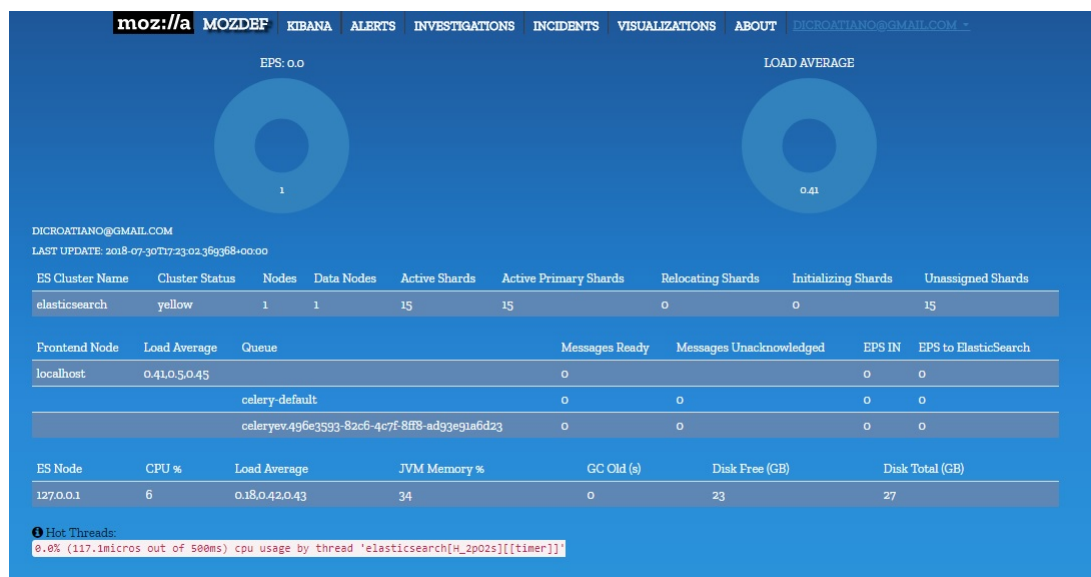 moz://a MOZDEF KIBANA ALERTS INVESTIGATIONS INCIDENTS VISUALIZATIONS ABOUT DICROATIANO@GMAIL.COM
EPS: 0.0 LOAD AVERAGE
1 0.41
DICROATIANO@GMAIL.COM
LAST UPDATE: 2018-07-30T17:23:02.369368+00:00
ES Cluster Name Cluster Status Nodes Data Nodes Active Shards Active Primary Shards Relocating Shards Initializing Shards Unassigned Shards
elasticsearch yellow 1 1 15 15 0 0 15
Frontend Node Load Average Queue Messages Ready Messages Unacknowledged EPS IN EPS to ElasticSearch
localhost 0.41,0.5,0.45 0 0 0
celery-default 0 0 0 0
celeryev.496e3593-82c6-4c7f-8ff8-ad93e91a6d23 0 0 0 0
ES Node CPU % Load Average JVM Memory % GC Old (s) Disk Free (GB) Disk Total (GB)
127.0.0.1 6 0.18,0.42,0.43 34 0 23 27
Hot Threads:
0.0% (117.1micros out of 500ms) cpu usage by thread 'elasticsearch[H_2pO2s][[timer]]'